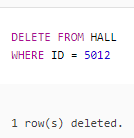 DELETE FROM HALL
WHERE ID = 5012
1 row(s) deleted.